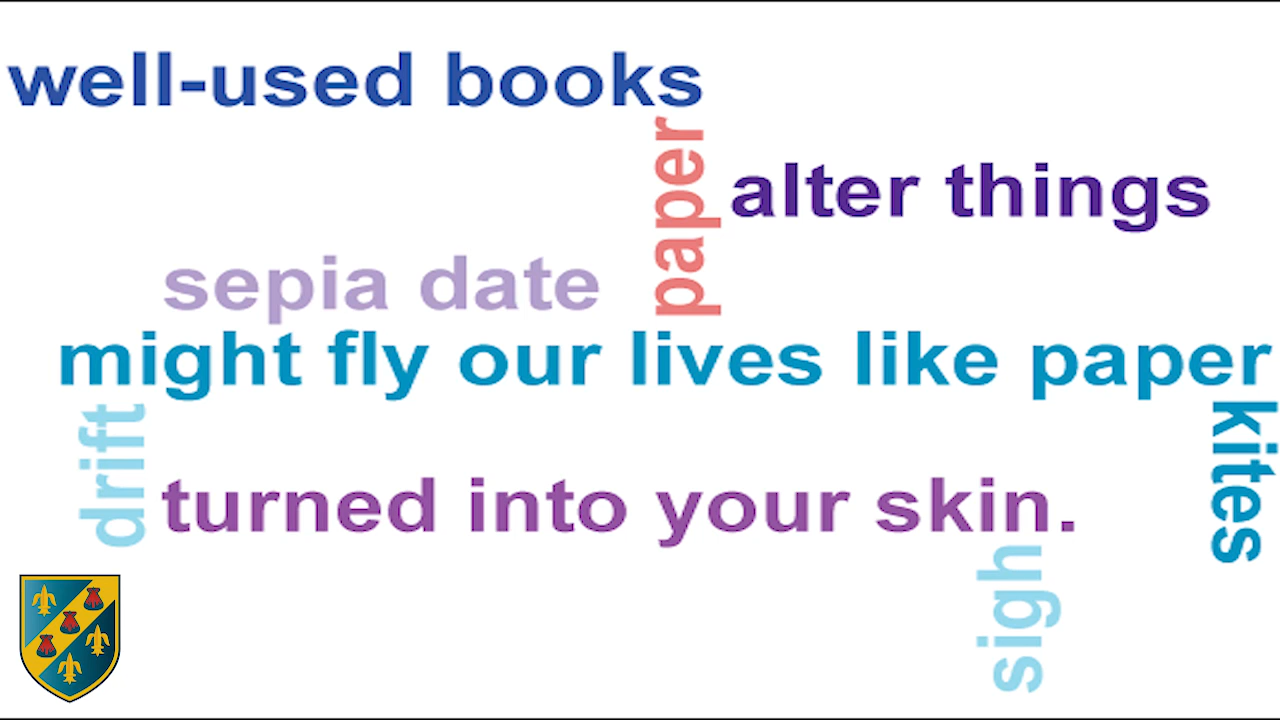 well-used books
paper
alter things
sepia date
might fly our lives like paper
kites
drift
turned into your skin.
sigh